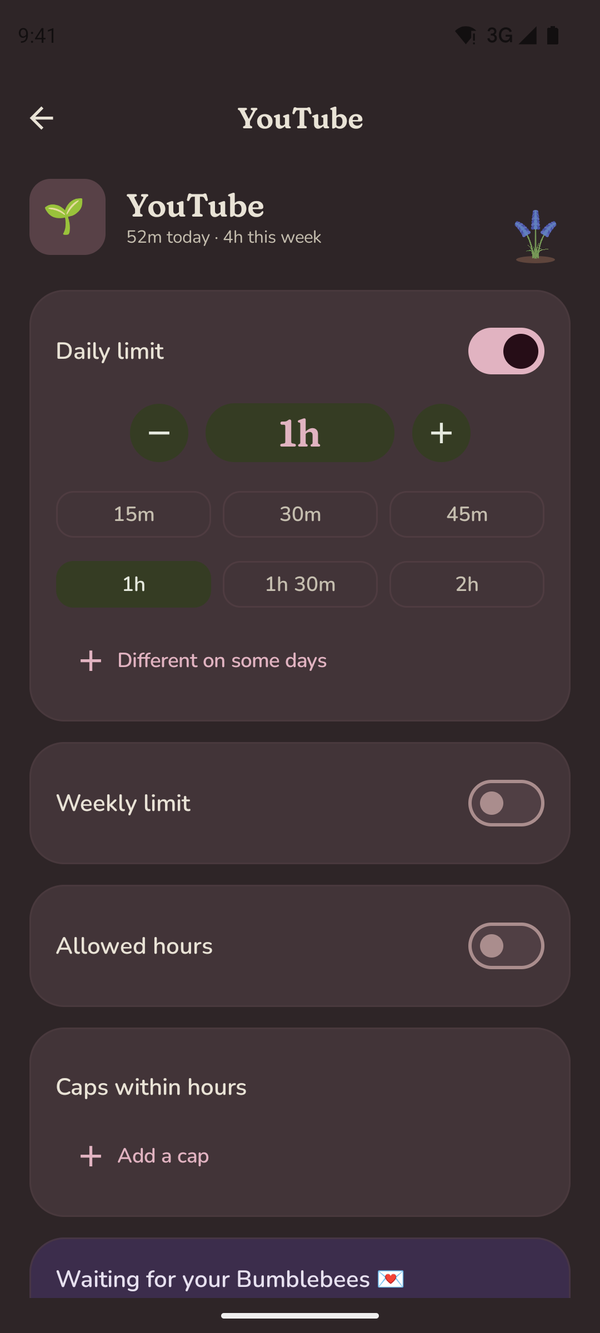 9:41
3G
YouTube
YouTube
52m today · 4h this week
Daily limit
1h
15m
30m
45m
1h
1h 30m
2h
Different on some days
Weekly limit
Allowed hours
Caps within hours
Add a cap
Waiting for your Bumblebees 💌